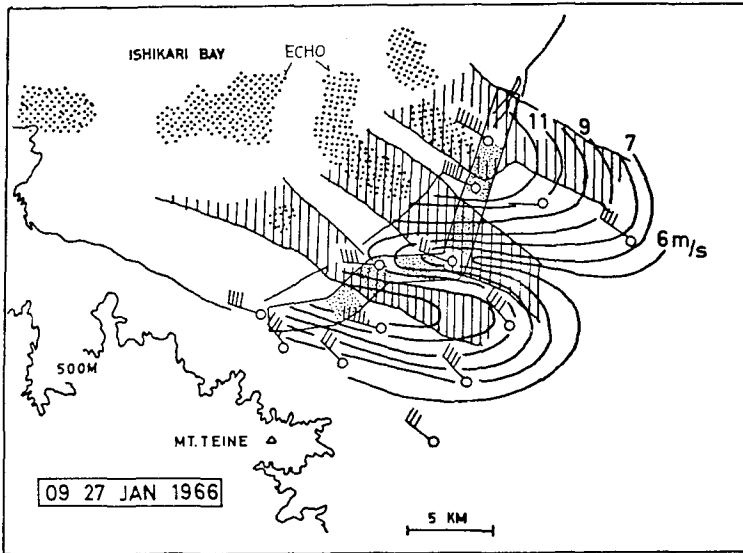 ISHIKARI BAY
ECHO
11
9
7
6m/s
500M
MT. TEINE
09 27 JAN 1966
5 KM